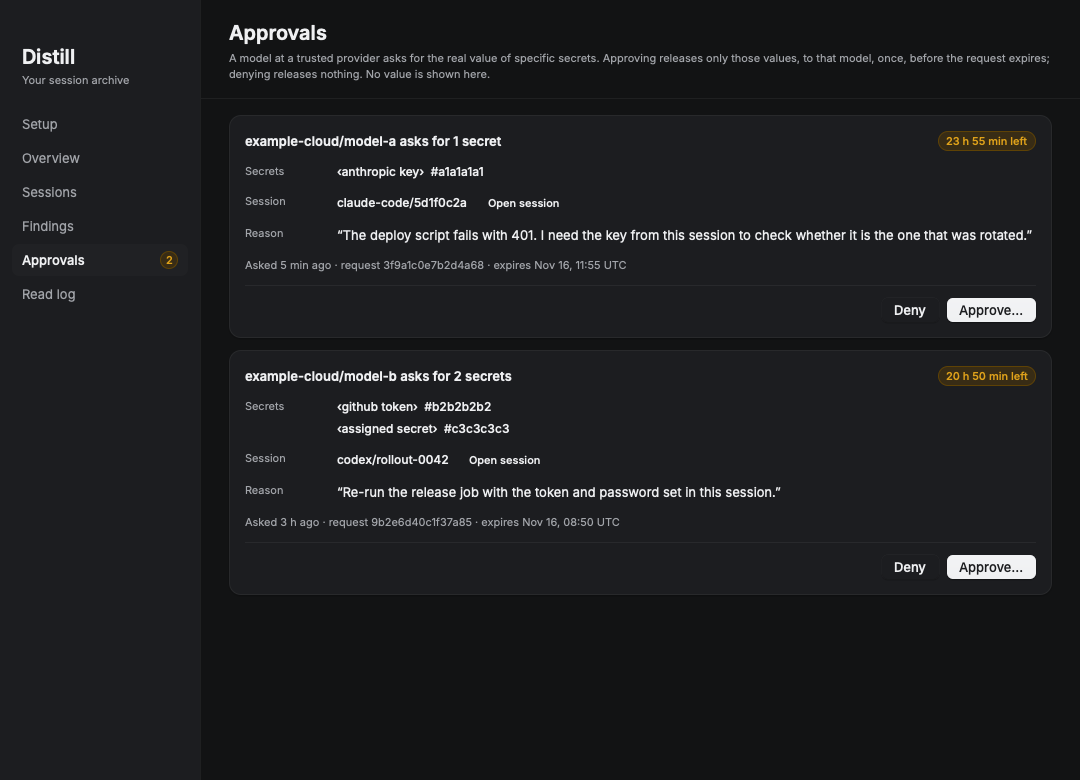 Distill
Your session archive
Setup
Overview
Sessions
Findings
Approvals 2
Read log
Approvals
A model at a trusted provider asks for the real value of specific secrets. Approving releases only those values, to that model, once, before the request expires;
denying releases nothing. No value is shown here.
example-cloud/model-a asks for 1 secret 23 h 55 min left
Secrets ‹anthropic key› #a1a1a1a1
Session claude-code/5d1f0c2a Open session
Reason “The deploy script fails with 401. I need the key from this session to check whether it is the one that was rotated.”
Asked 5 min ago · request 3f9a1c0e7b2d4a68 · expires Nov 16, 11:55 UTC
Deny Approve...
example-cloud/model-b asks for 2 secrets 20 h 50 min left
Secrets ‹github token› #b2b2b2b2
‹assigned secret› #c3c3c3c3
Session codex/rollout-0042 Open session
Reason “Re-run the release job with the token and password set in this session.”
Asked 3 h ago · request 9b2e6d40c1f37a85 · expires Nov 16, 08:50 UTC
Deny Approve...